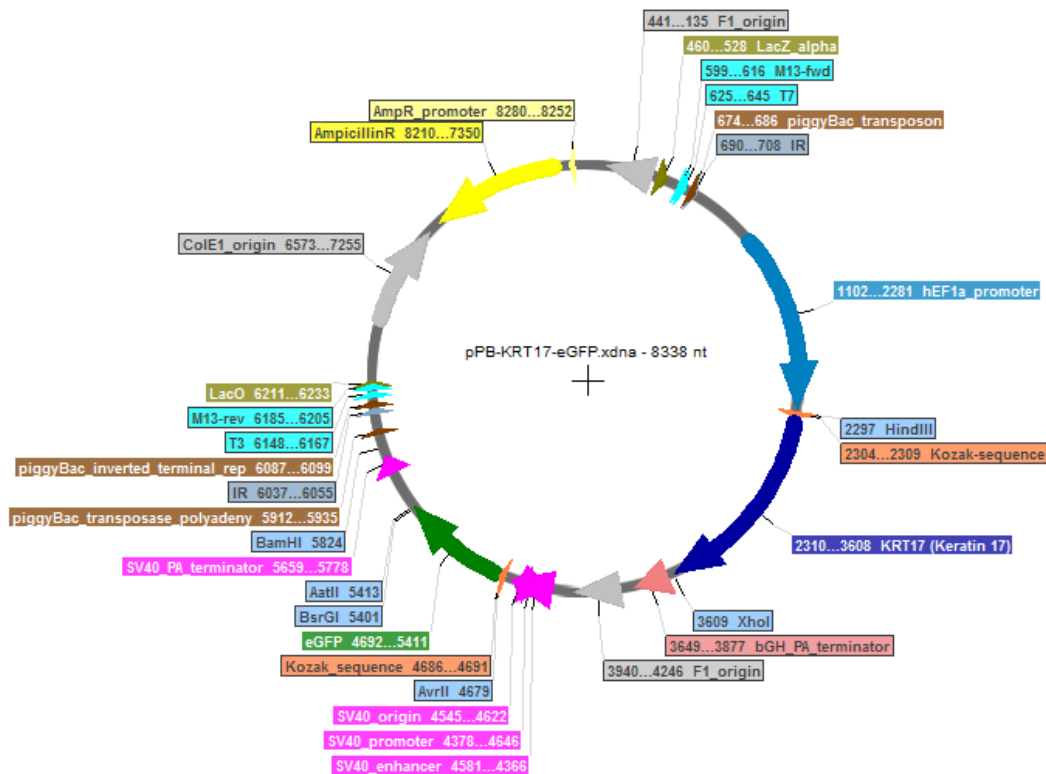 441...135 F1_origin
460...528 LacZ_alpha
599...616 M13-fwd
625...645 T7
674...686 piggyBac_transposon
690...708 IR
AmpR_promoter 8280...8252
AmpicillinR 8210...7350
ColE1_origin 6573...7255
1102...2281 hEF1a_promoter
pPB-KRT17-eGFP.xdna - 8338 nt
LacO 6211...6233
M13-rev 6185...6205
T3 6148...6167
piggyBac_inverted_terminal_rep 6087...6099
IR 6037...6055
piggyBac_transposase_polyadeny 5912...5935
BamHI 5824
SV40_PA_terminator 5659...5778
AatII 5413
BsrGI 5401
eGFP 4692...5411
Kozak_sequence 4686...4691
AvrII 4679
SV40_origin 4545...4622
SV40_promoter 4378...4646
SV40_enhancer 4581...4366
2297 HindIII
2304...2309 Kozak-sequence
2310...3608 KRT17 (Keratin 17)
3609 XhoI
3649...3877 bGH_PA_terminator
3940...4246 F1_origin